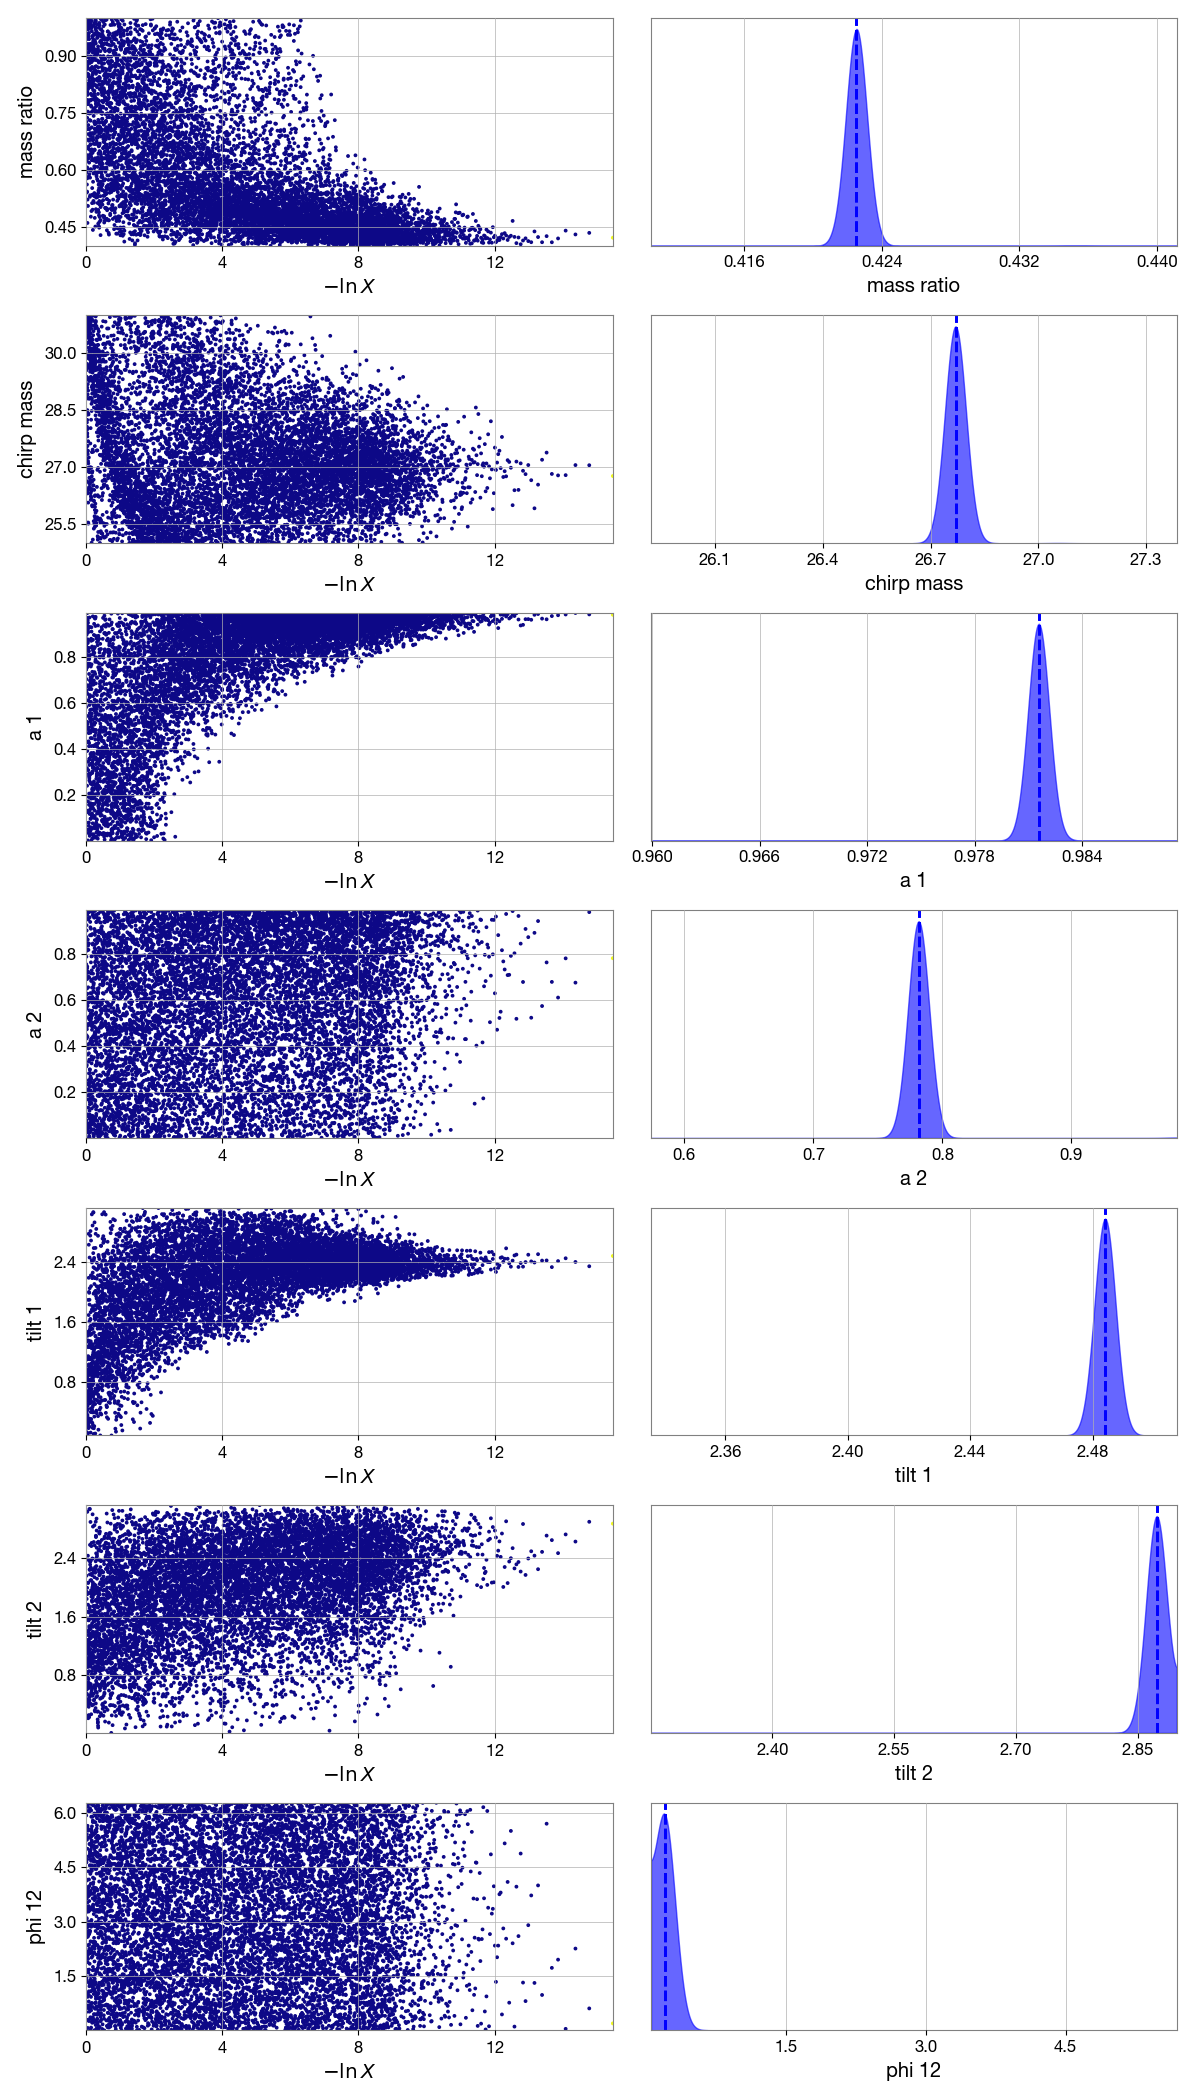 mass ratio
0.90
0.75
0.60
0.45
0 4 8 12
−ln X
0.416 0.424 0.432 0.440
mass ratio
chirp mass
30.0
28.5
27.0
25.5
0 4 8 12
−ln X
26.1 26.4 26.7 27.0 27.3
chirp mass
a 1
0.8
0.6
0.4
0.2
0 4 8 12
−ln X
0.960 0.966 0.972 0.978 0.984
a 1
a 2
0.8
0.6
0.4
0.2
0 4 8 12
−ln X
0.6 0.7 0.8 0.9
a 2
tilt 1
2.4
1.6
0.8
0 4 8 12
−ln X
2.36 2.40 2.44 2.48
tilt 1
tilt 2
2.4
1.6
0.8
0 4 8 12
−ln X
2.40 2.55 2.70 2.85
tilt 2
phi 12
6.0
4.5
3.0
1.5
0 4 8 12
−ln X
1.5 3.0 4.5
phi 12